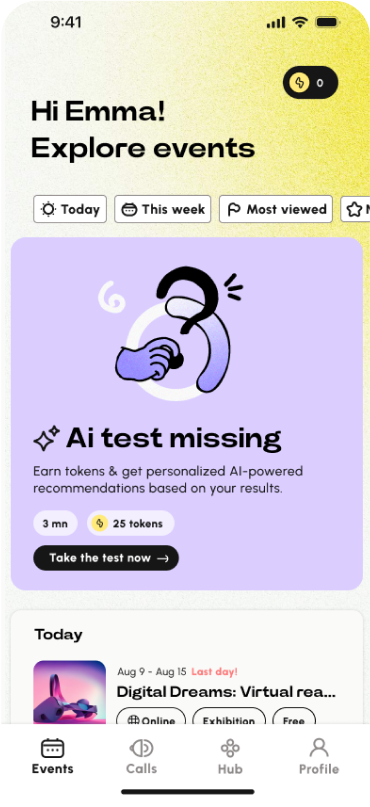 9:41
0
Hi Emma!
Explore events
Today
This week
Most viewed
Ai test missing
Earn tokens & get personalized AI-powered
recommendations based on your results.
3 mn
25 tokens
Take the test now →
Today
Aug 9 - Aug 15 Last day!
Digital Dreams: Virtual rea...
Online
Exhibition
Free
Events
Calls
Hub
Profile